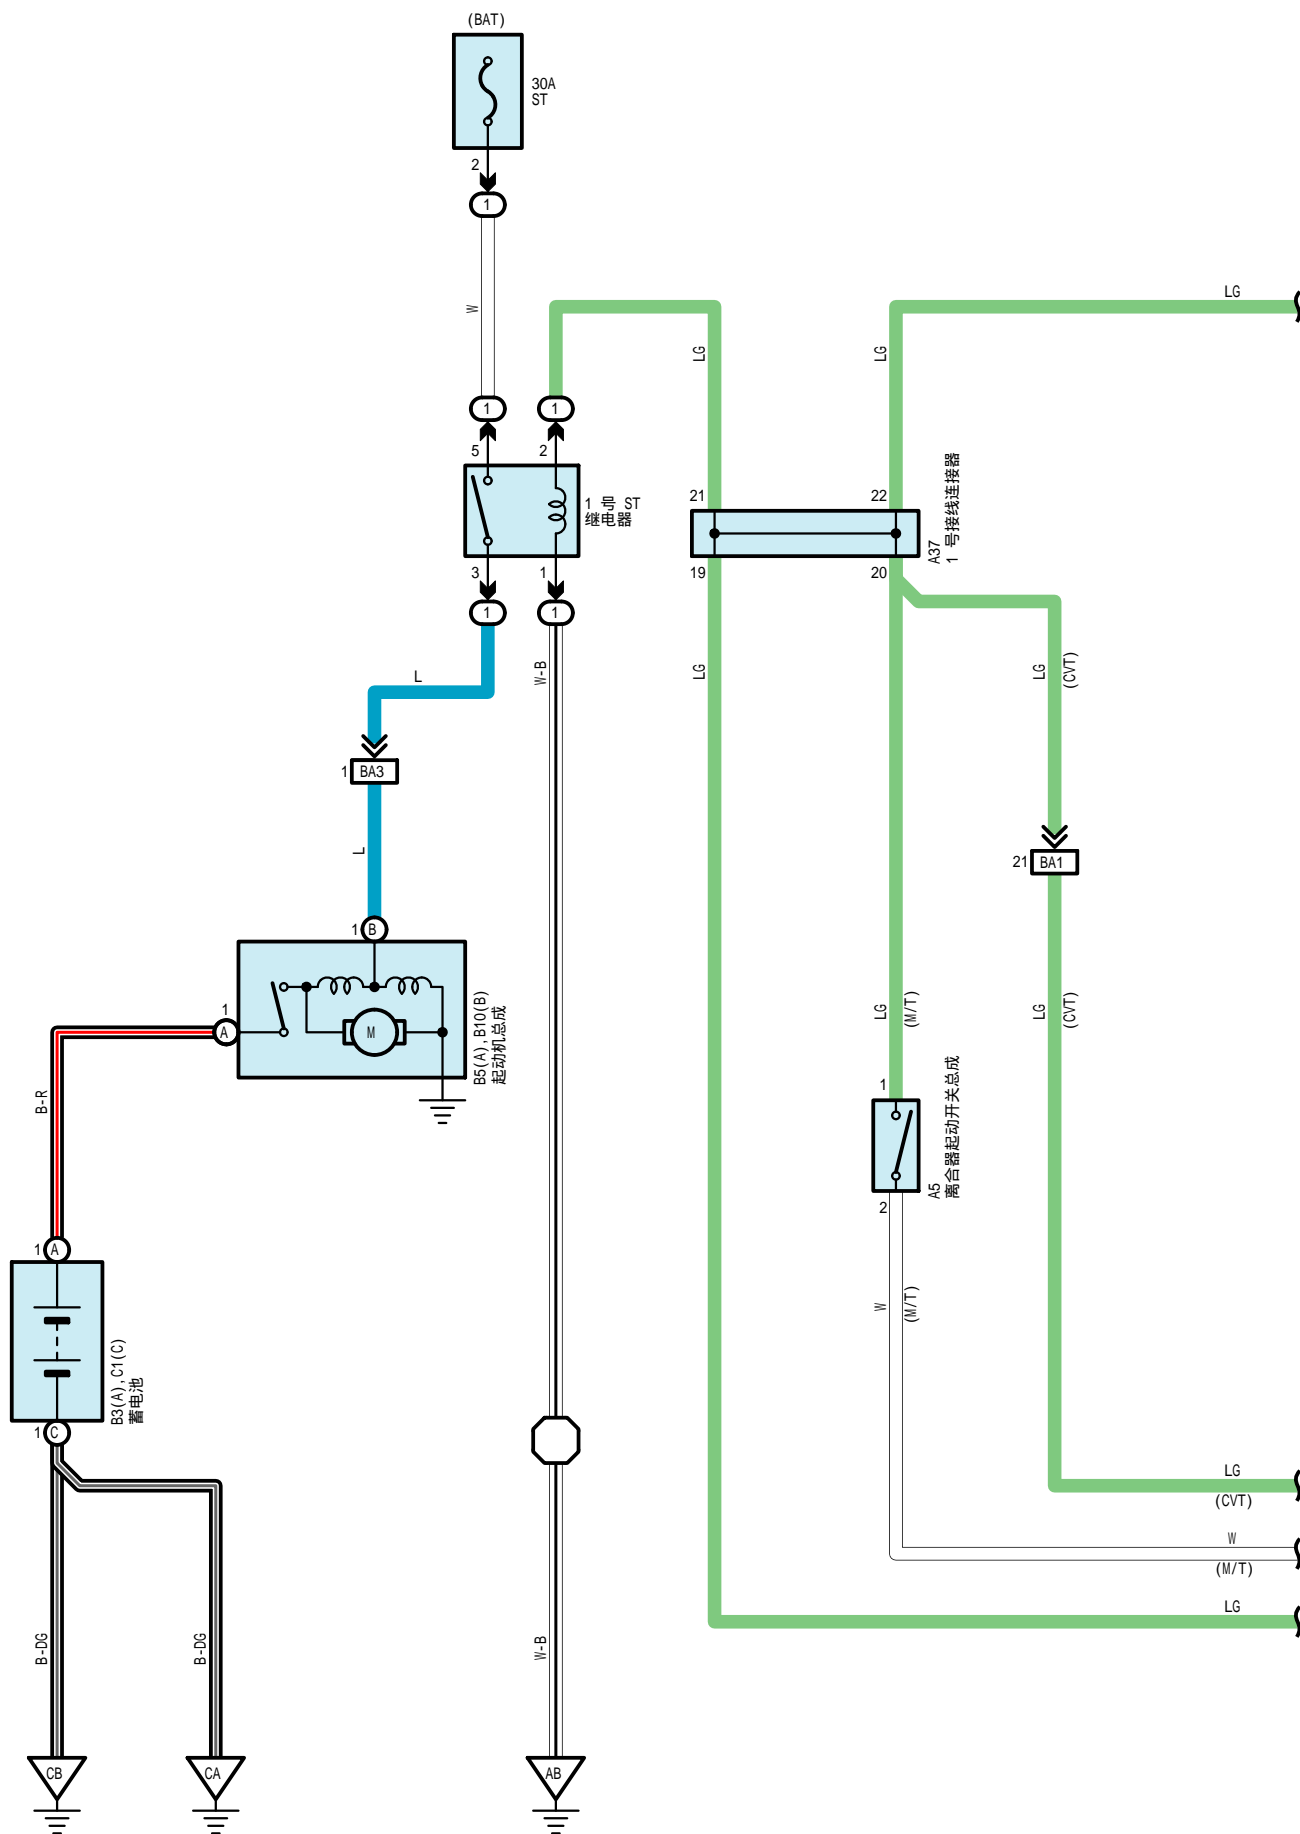 (BAT)
30A
ST
2
1
W
LG
LG
LG
1
1
5
2
1 号 ST
继电器
21
22
A37
1 号接线连接器
3
1
19
20
1
1
L
W-B
LG
LG
(CVT)
1
BA3
L
21
BA1
1
B
1
A
M
B5(A),B10(B)
起动机总成
LG
(M/T)
LG
(CVT)
B-R
1
A5
离合器起动开关总成
2
1
A
B3(A),C1(C)
蓄电池
1
C
W
(M/T)
LG
(CVT)
W
(M/T)
LG
B-DG
B-DG
W-B
CB
CA
AB